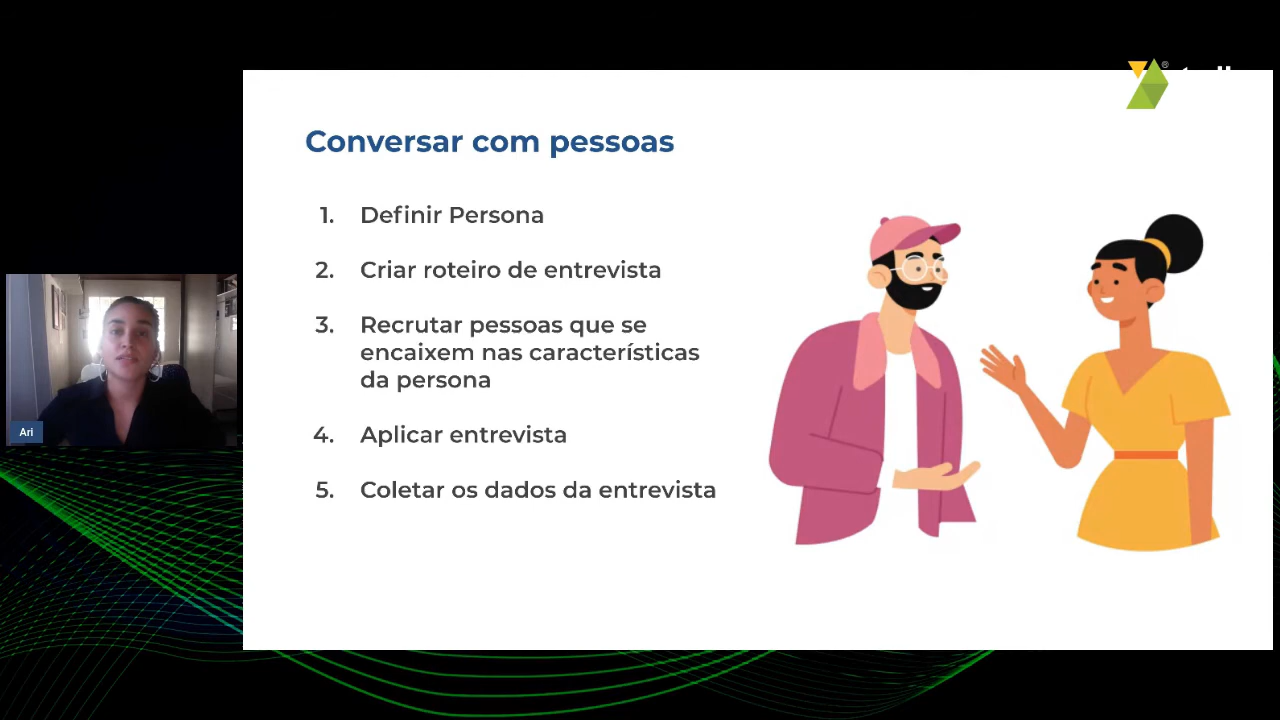 Conversar com pessoas
1. Definir Persona
2. Criar roteiro de entrevista
3. Recrutar pessoas que se
encaixem nas características
da persona
4. Aplicar entrevista
5. Coletar os dados da entrevista
Ari
®